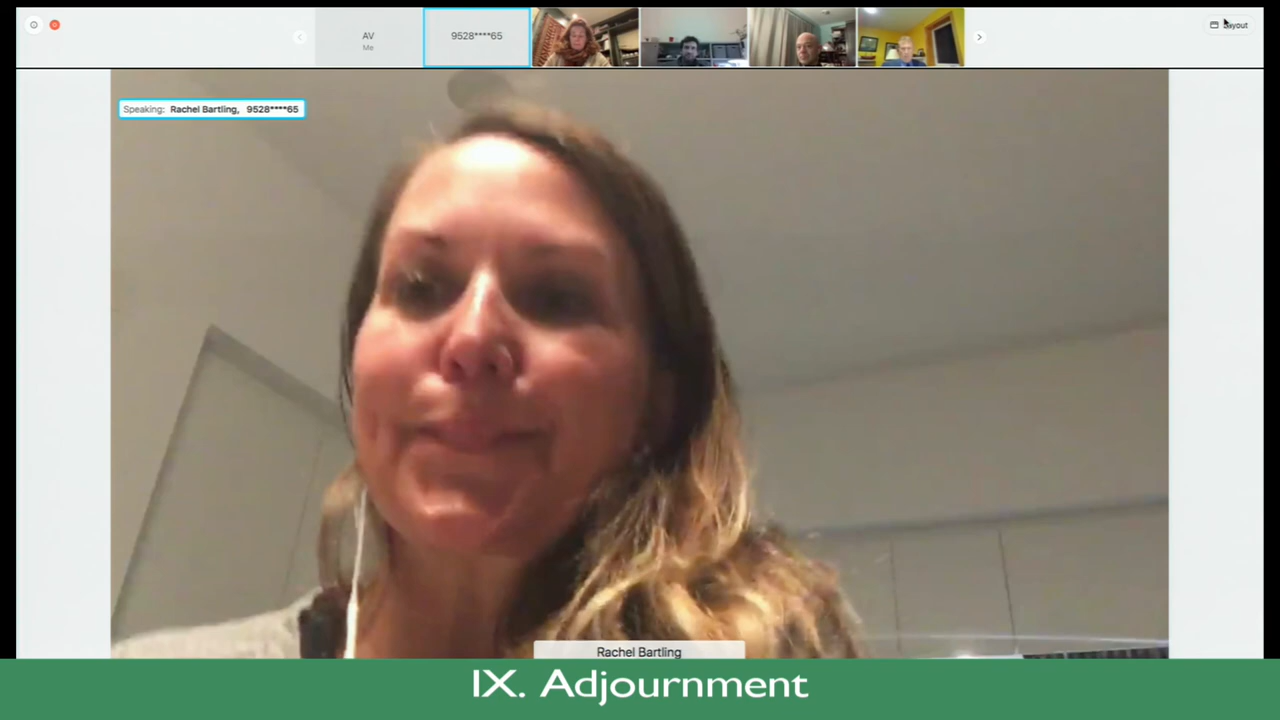 AV
Me
9528****65
Layout
Speaking: Rachel Bartling, 9528****65
Rachel Bartling
IX. Adjournment